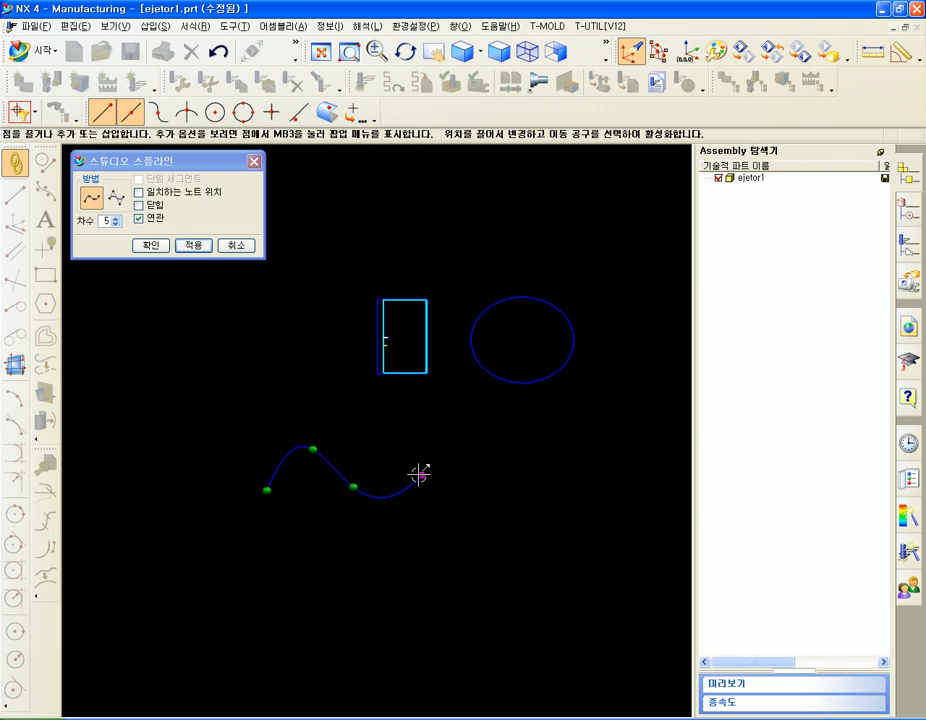 NX 4 - Manufacturing - [ejetor1.prt (수정됨) ]
파일(F) 편집(E) 보기(V) 삽입(S) 서식(R) 도구(T) 어셈블리(A) 정보(I) 해석(L) 환경설정(P) 창(O) 도움말(H) T-MOLD T-UTIL[V12]
시작
(0,0,0)
점을 끌거나 추가 또는 삽입합니다. 추가 옵션을 보려면 점에서 MB3을 눌러 팝업 메뉴를 표시합니다. 위치를 끌어서 변경하고 이동 공구를 선택하여 활성화합니다.
스튜디오 스플라인
방법
단일 세그먼트
일치하는 노트 위치
닫힘
차수 5
연관
확인 적용 취소
Assembly 탐색기
기술적 파트 이름
ejetor1
미리보기
종속도